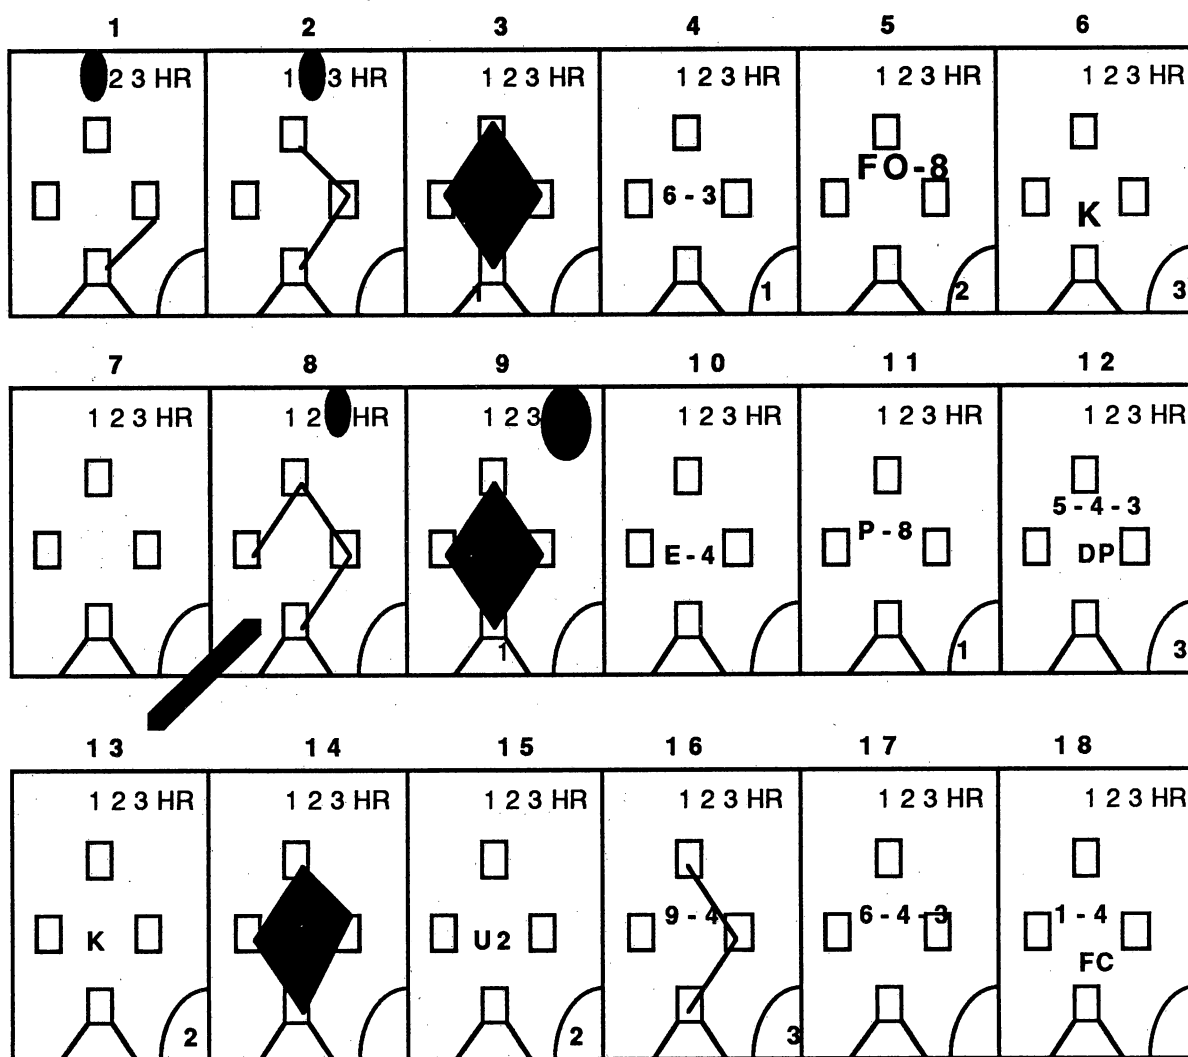 1 2 3 4 5 6
2 3 HR 1 3 HR 1 2 3 HR 1 2 3 HR 1 2 3 HR 1 2 3 HR
6 - 3 FO-8 K
1 2 3
7 8 9 10 11 12
1 2 3 HR 1 2 HR 1 2 3 1 2 3 HR 1 2 3 HR 1 2 3 HR
5 - 4 - 3
E - 4 P - 8 DP
1 1 3
13 14 15 16 17 18
1 2 3 HR 1 2 3 HR 1 2 3 HR 1 2 3 HR 1 2 3 HR 1 2 3 HR
9 - 4 6 - 4 - 3 1 - 4
K U2 FC
2 2 3